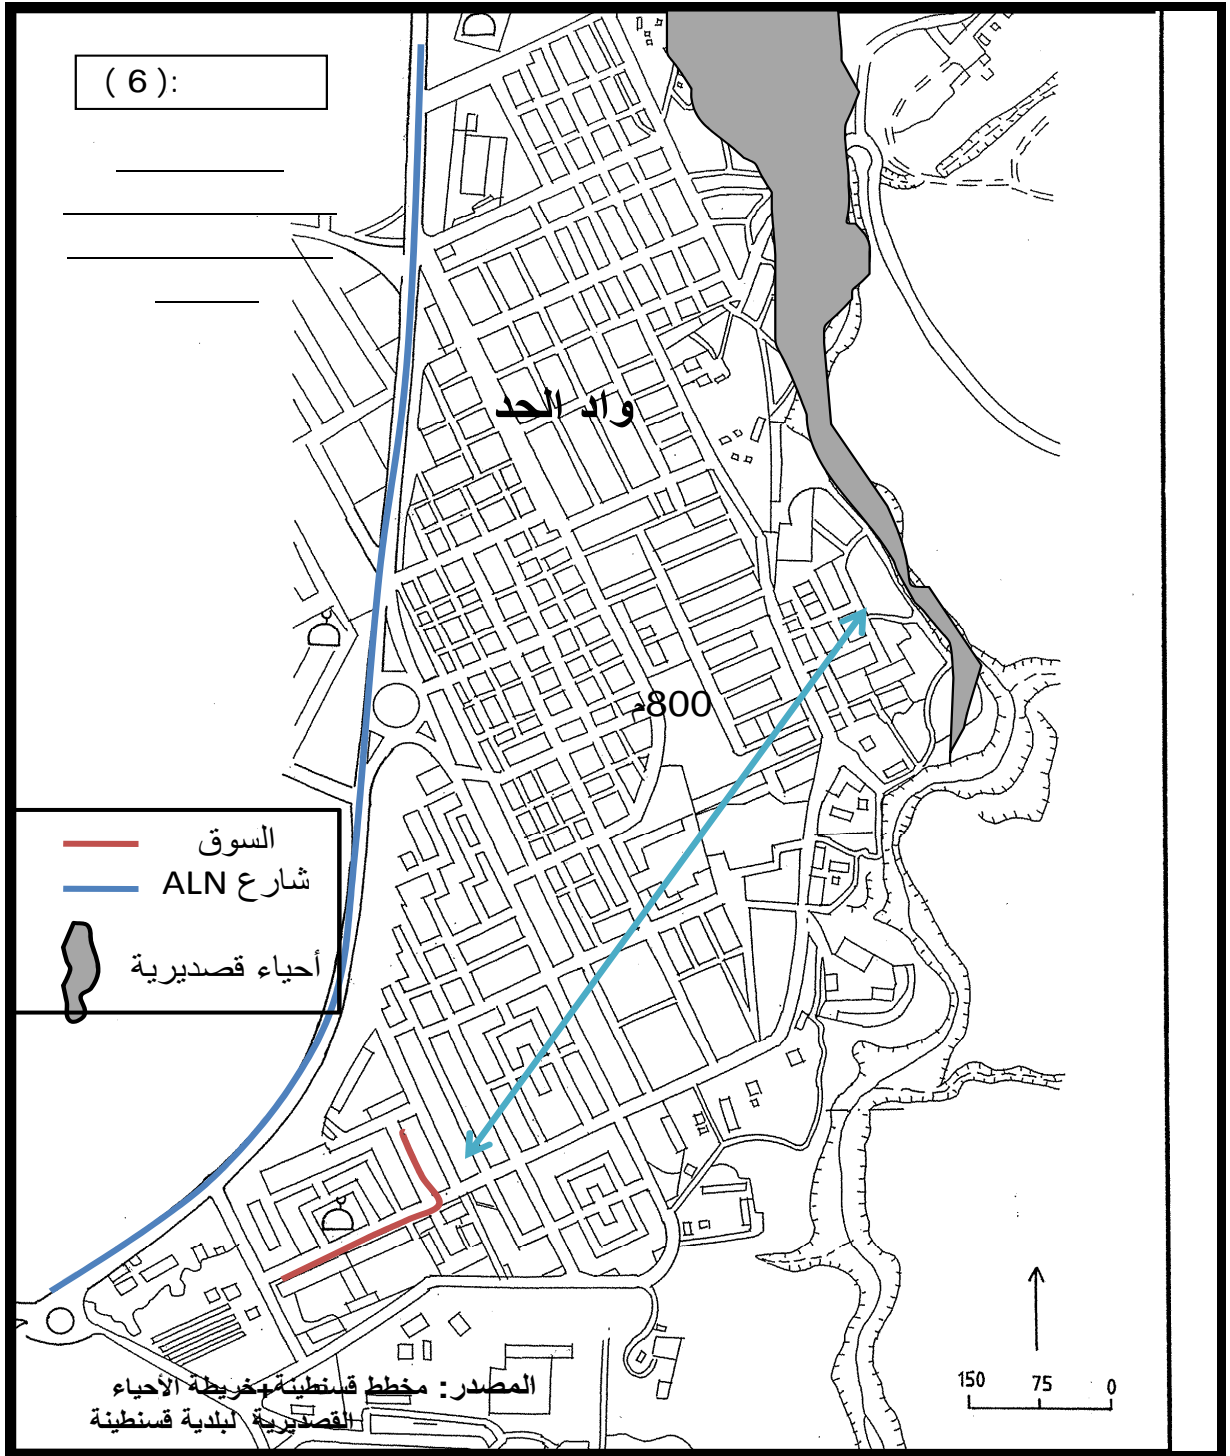 ( 6 ):
واد الحد
800م
السوق
شارع ALN
أحياء قصديرية
150 75 0
المصدر: مخطط قسنطينة+خريطة الأحياء
القصديرية لبلدية قسنطينة